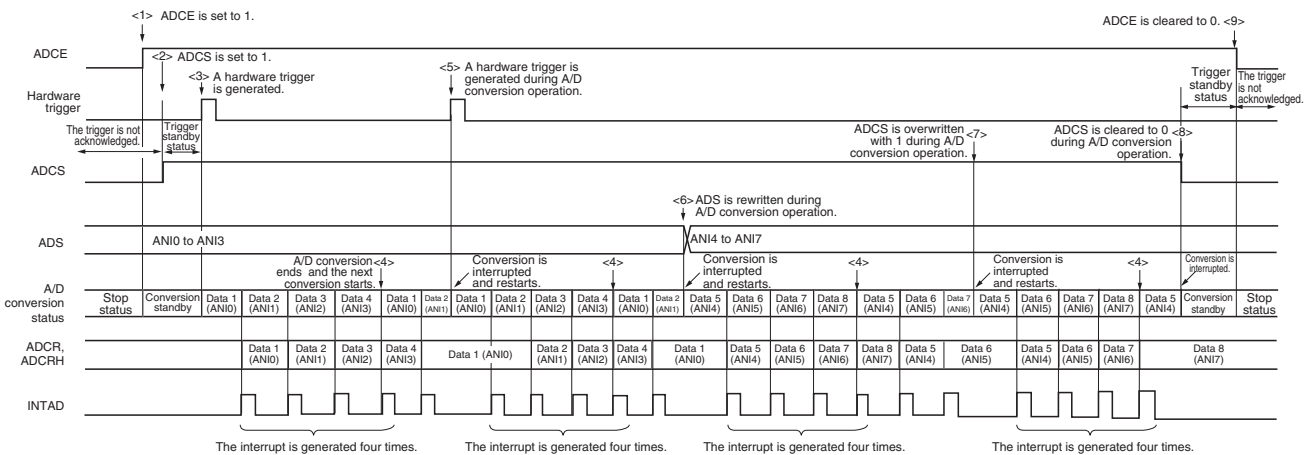 <1> ADCE is set to 1.
ADCE is cleared to 0. <9>
ADCE
<2> ADCS is set to 1.
<3> A hardware trigger
is generated.
<5> A hardware trigger is
generated during A/D
conversion operation.
Trigger
standby
status
The trigger
is not
acknowledged.
Hardware
trigger
The trigger is not
acknowledged.
Trigger
standby
status
ADCS is overwritten
with 1 during A/D
conversion operation.
<7>
ADCS is cleared to 0
during A/D conversion
operation.
<8>
ADCS
<6> ADS is rewritten during
A/D conversion operation.
ADS
ANI0 to ANI3
ANI4 to ANI7
A/D conversion
ends and the next
conversion starts.
<4>
Conversion is
interrupted
and restarts.
<4>
Conversion is
interrupted
and restarts.
<4>
Conversion is
interrupted
and restarts.
<4>
Conversion is
interrupted.
A/D
conversion
status
Stop
status
Conversion
standby
Data 1
(ANI0)
Data 2
(ANI1)
Data 3
(ANI2)
Data 4
(ANI3)
Data 1
(ANI0)
Data 2
(ANI1)
Data 1
(ANI0)
Data 2
(ANI1)
Data 3
(ANI2)
Data 4
(ANI3)
Data 1
(ANI0)
Data 2
(ANI1)
Data 5
(ANI4)
Data 6
(ANI5)
Data 7
(ANI6)
Data 8
(ANI7)
Data 5
(ANI4)
Data 6
(ANI5)
Data 7
(ANI6)
Data 5
(ANI4)
Data 6
(ANI5)
Data 7
(ANI6)
Data 8
(ANI7)
Data 5
(ANI4)
Conversion
standby
Stop
status
ADCR,
ADCRH
Data 1
(ANI0)
Data 2
(ANI1)
Data 3
(ANI2)
Data 4
(ANI3)
Data 1 (ANI0)
Data 2
(ANI1)
Data 3
(ANI2)
Data 4
(ANI3)
Data 1
(ANI0)
Data 5
(ANI4)
Data 6
(ANI5)
Data 7
(ANI6)
Data 8
(ANI7)
Data 5
(ANI4)
Data 6
(ANI5)
Data 5
(ANI4)
Data 6
(ANI5)
Data 7
(ANI6)
Data 8
(ANI7)
INTAD
The interrupt is generated four times.
The interrupt is generated four times.
The interrupt is generated four times.
The interrupt is generated four times.